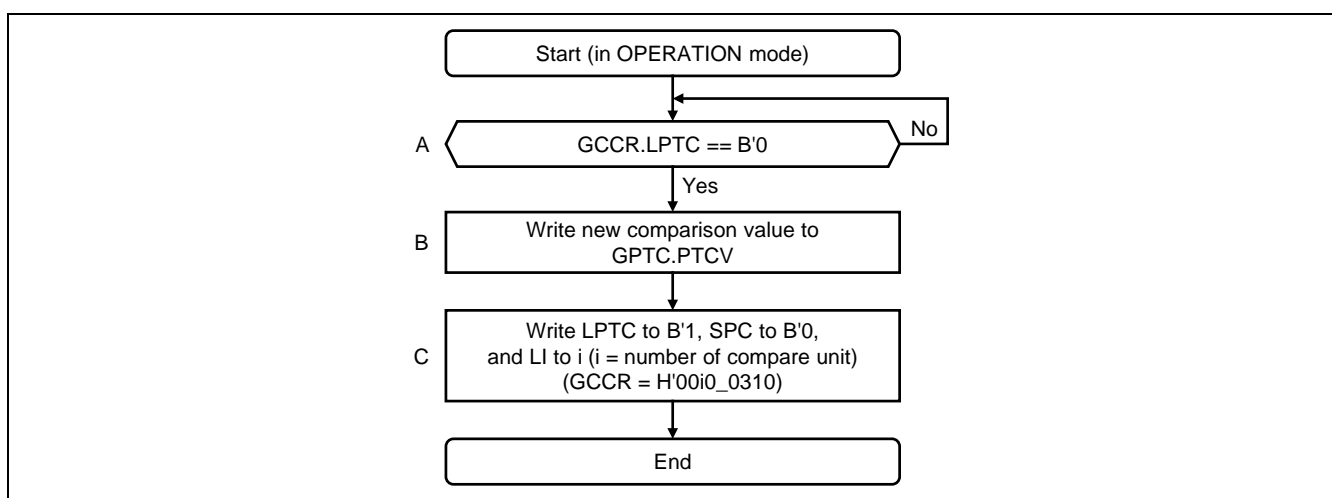 Start (in OPERATION mode)
No
A
GCCR.LPTC == B'0
Yes
B
Write new comparison value to
GPTC.PTCV
C
Write LPTC to B'1, SPC to B'0,
and LI to i (i = number of compare unit)
(GCCR = H'00i0_0310)
End